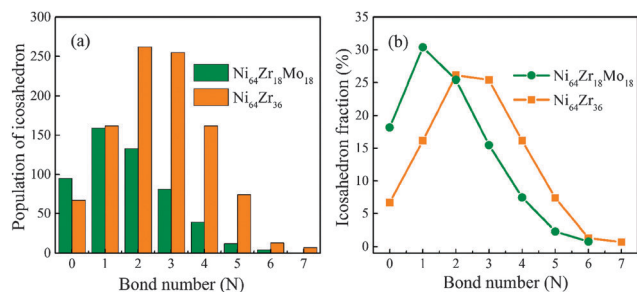 (a)
Ni64Zr18Mo18
Ni64Zr36
Population of icosahedron
300
250
200
150
100
50
0
0 1 2 3 4 5 6 7
Bond number (N)
(b)
Ni64Zr18Mo18
Ni64Zr36
Icosahedron fraction (%)
35
30
25
20
15
10
5
0
0 1 2 3 4 5 6 7
Bond number (N)